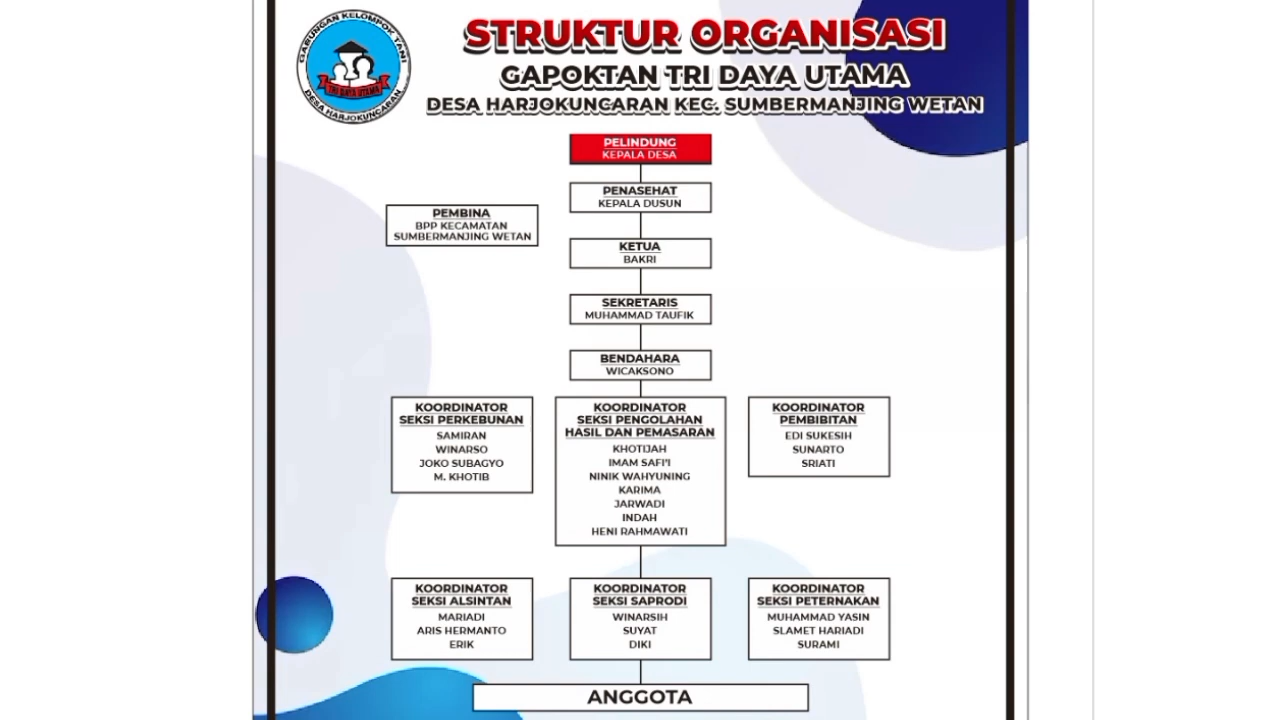 GABUNGAN KELOMPOK TANI
TRI DAYA UTAMA
DESA HARJOKUNCARAN
STRUKTUR ORGANISASI
GAPOKTAN TRI DAYA UTAMA
DESA HARJOKUNCARAN KEC. SUMBERMANJING WETAN
PELINDUNG
KEPALA DESA
PENASEHAT
KEPALA DUSUN
PEMBINA
BPP KECAMATAN
SUMBERMANJING WETAN
KETUA
BAKRI
SEKRETARIS
MUHAMMAD TAUFIK
BENDAHARA
WICAKSONO
KOORDINATOR
SEKSI PERKEBUNAN
SAMIRAN
WINARSO
JOKO SUBAGYO
M. KHOTIB
KOORDINATOR
SEKSI PENGOLAHAN
HASIL DAN PEMASARAN
KHOTIJAH
IMAM SAFI'I
NINIK WAHYUNING
KARIMA
JARWADI
INDAH
HENI RAHMAWATI
KOORDINATOR
PEMBIBITAN
EDI SUKESIH
SUNARTO
SRIATI
KOORDINATOR
SEKSI ALSINTAN
MARIADI
ARIS HERMANTO
ERIK
KOORDINATOR
SEKSI SAPRODI
WINARSIH
SUYAT
DIKI
KOORDINATOR
SEKSI PETERNAKAN
MUHAMMAD YASIN
SLAMET HARIADI
SURAMI
ANGGOTA